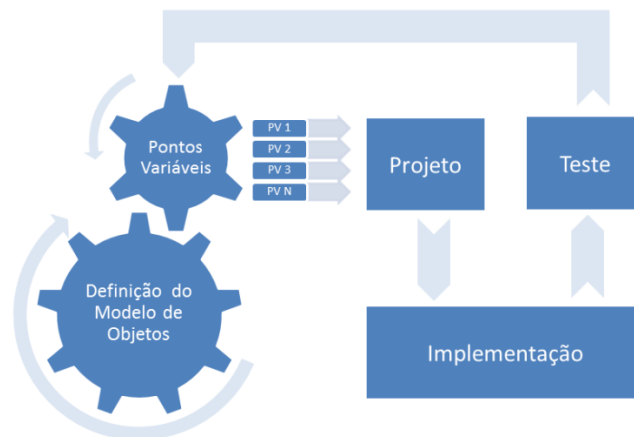 Pontos
Variáveis
PV 1
PV 2
PV 3
PV N
Projeto
Teste
Definição do
Modelo de
Objetos
Implementação